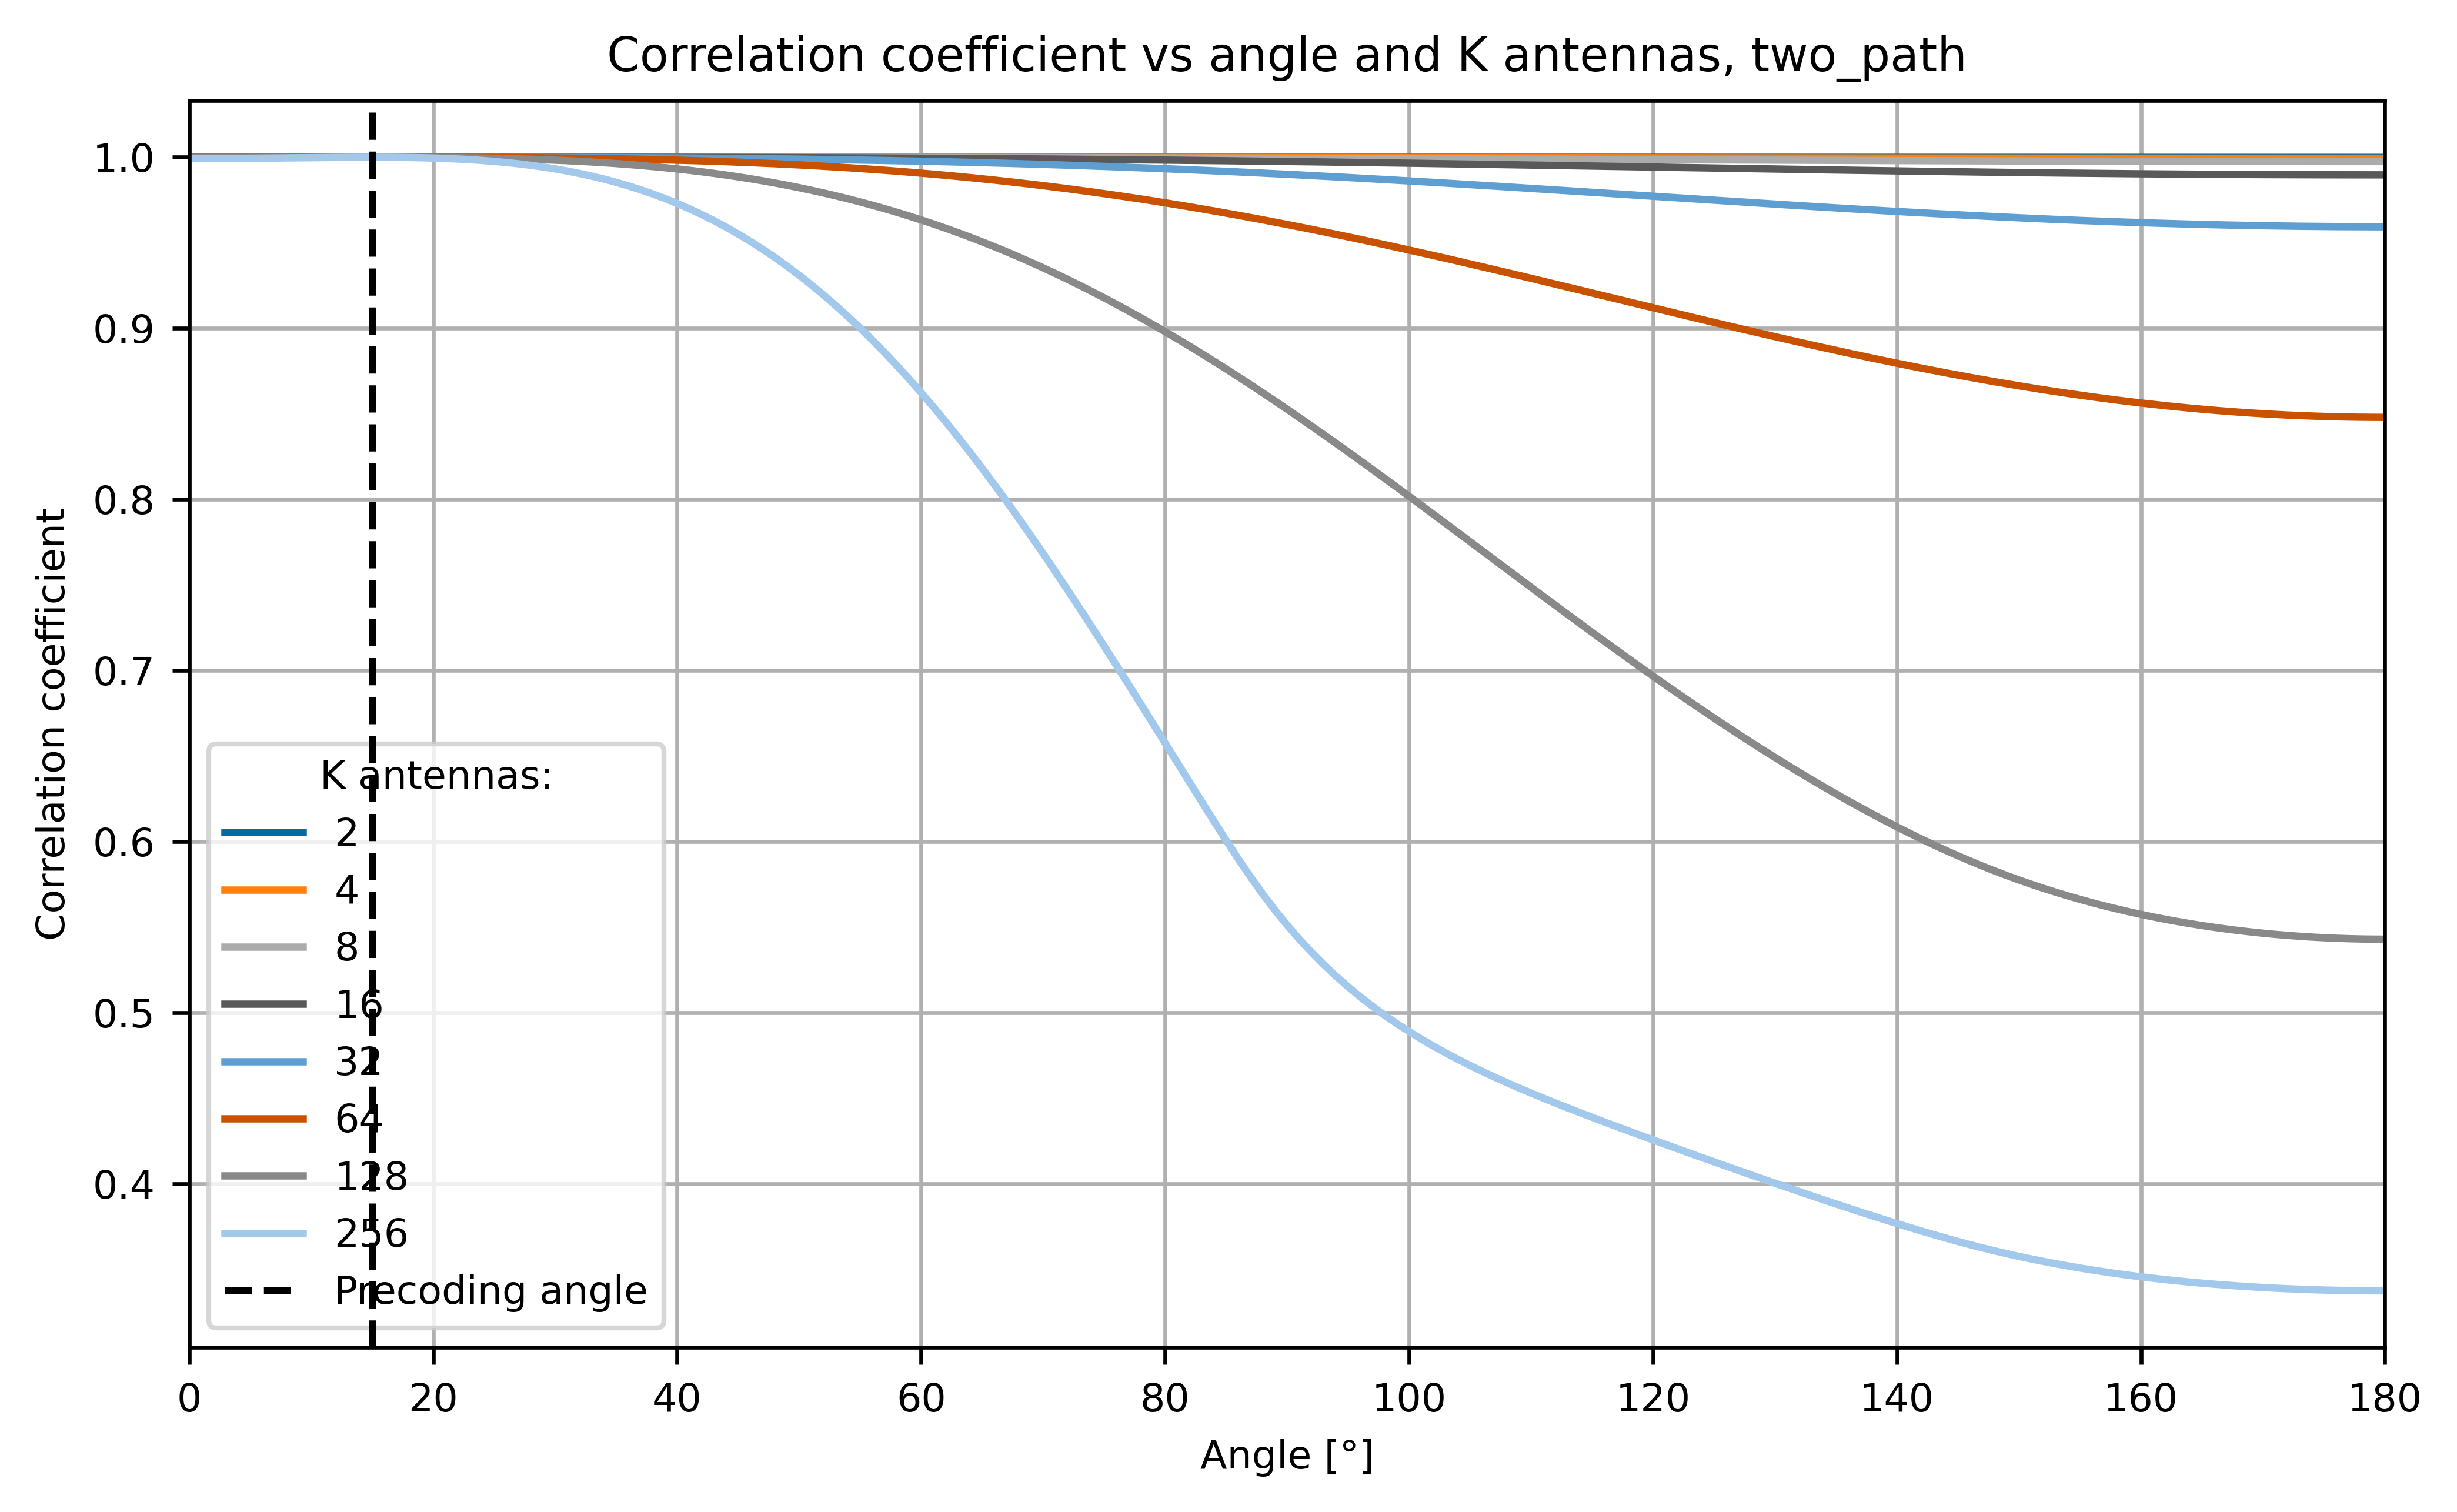 Correlation coefficient vs angle and K antennas, two_path
Correlation coefficient
1.0
0.9
0.8
0.7
0.6
0.5
0.4
K antennas:
2
4
8
16
32
64
128
256
Precoding angle
0 20 40 60 80 100 120 140 160 180
Angle [°]